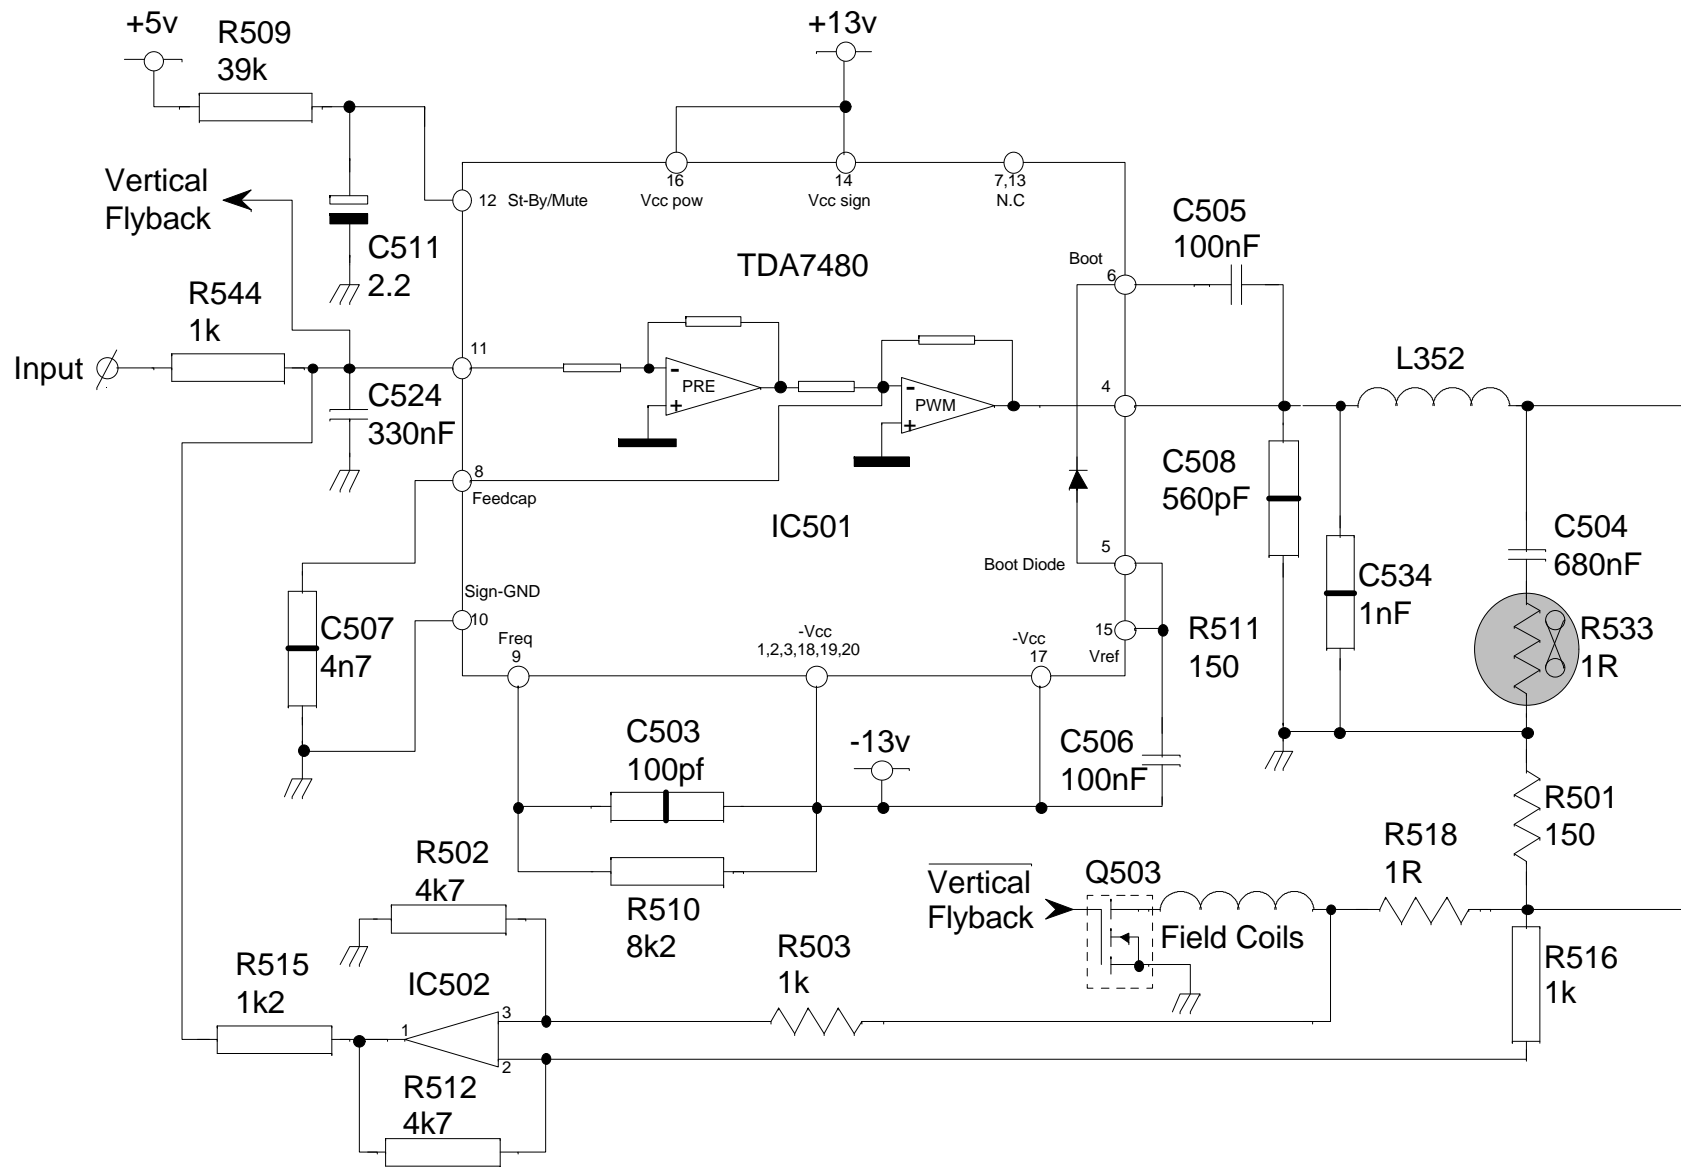 +5v
R509
39k
+13v
Vertical
Flyback
12 St-By/Mute
16
Vcc pow
14
Vcc sign
7,13
N.C
C511
2.2
TDA7480
C505
100nF
Boot
6
R544
1k
Input
11
C524
330nF
-
PRE
+
-
PWM
+
4
L352
8
Feedcap
IC501
C508
560pF
C504
680nF
5
Boot Diode
C534
1nF
Sign-GND
10
C507
4n7
Freq
9
-Vcc
1,2,3,18,19,20
-Vcc
17
15
Vref
R511
150
R533
1R
C503
100pf
-13v
C506
100nF
R501
150
R518
1R
R502
4k7
R510
8k2
Vertical
Flyback
Q503
Field Coils
R515
1k2
IC502
R503
1k
R516
1k
3
1
2
R512
4k7